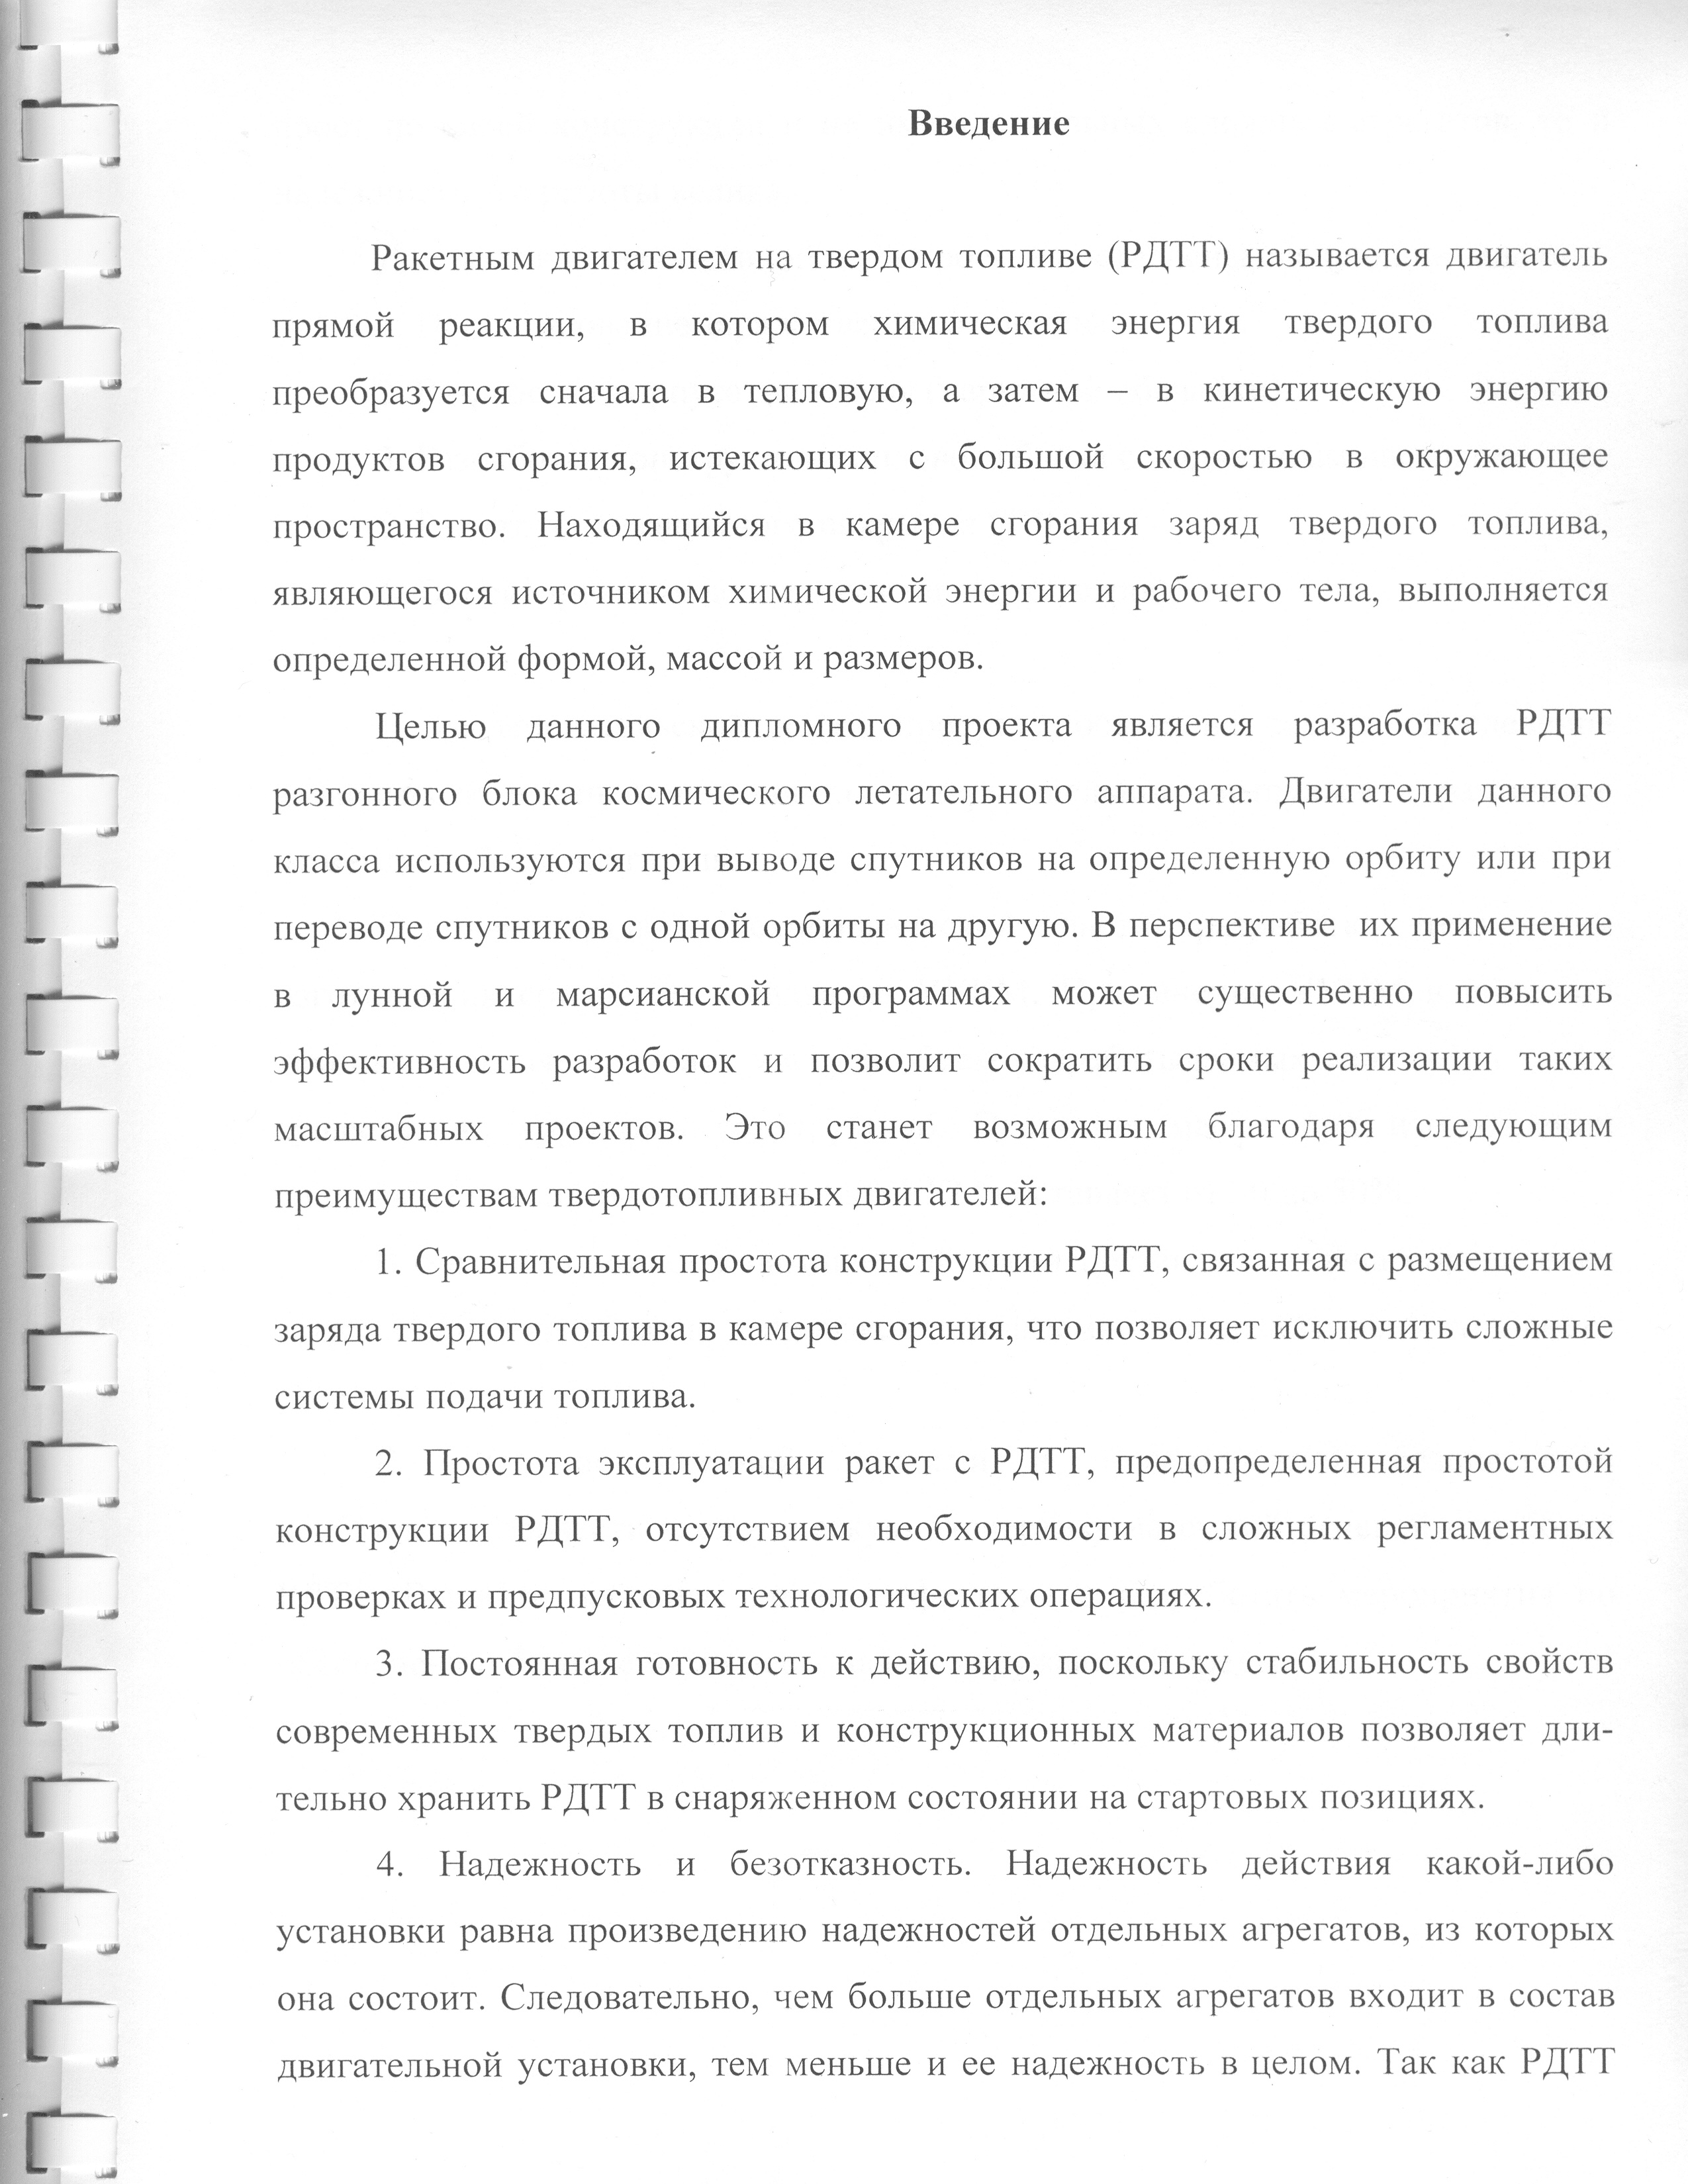 Введение
Ракетным двигателем на твердом топливе (РДТТ) называется двигатель
прямой реакции, в котором химическая энергия твердого топлива
преобразуется сначала в тепловую, а затем – в кинетическую энергию
продуктов сгорания, истекающих с большой скоростью в окружающее
пространство. Находящийся в камере сгорания заряд твердого топлива,
являющегося источником химической энергии и рабочего тела, выполняется
определенной формой, массой и размеров.
Целью данного дипломного проекта является разработка РДТТ
разгонного блока космического летательного аппарата. Двигатели данного
класса используются при выводе спутников на определенную орбиту или при
переводе спутников с одной орбиты на другую. В перспективе их применение
в лунной и марсианской программах может существенно повысить
эффективность разработок и позволит сократить сроки реализации таких
масштабных проектов. Это станет возможным благодаря следующим
преимуществам твердотопливных двигателей:
1. Сравнительная простота конструкции РДТТ, связанная с размещением
заряда твердого топлива в камере сгорания, что позволяет исключить сложные
системы подачи топлива.
2. Простота эксплуатации ракет с РДТТ, предопределенная простотой
конструкции РДТТ, отсутствием необходимости в сложных регламентных
проверках и предпусковых технологических операциях.
3. Постоянная готовность к действию, поскольку стабильность свойств
современных твердых топлив и конструкционных материалов позволяет дли-
тельно хранить РДТТ в снаряженном состоянии на стартовых позициях.
4. Надежность и безотказность. Надежность действия какой-либо
установки равна произведению надежностей отдельных агрегатов, из которых
она состоит. Следовательно, чем больше отдельных агрегатов входит в состав
двигательной установки, тем меньше и ее надежность в целом. Так как РДТТ